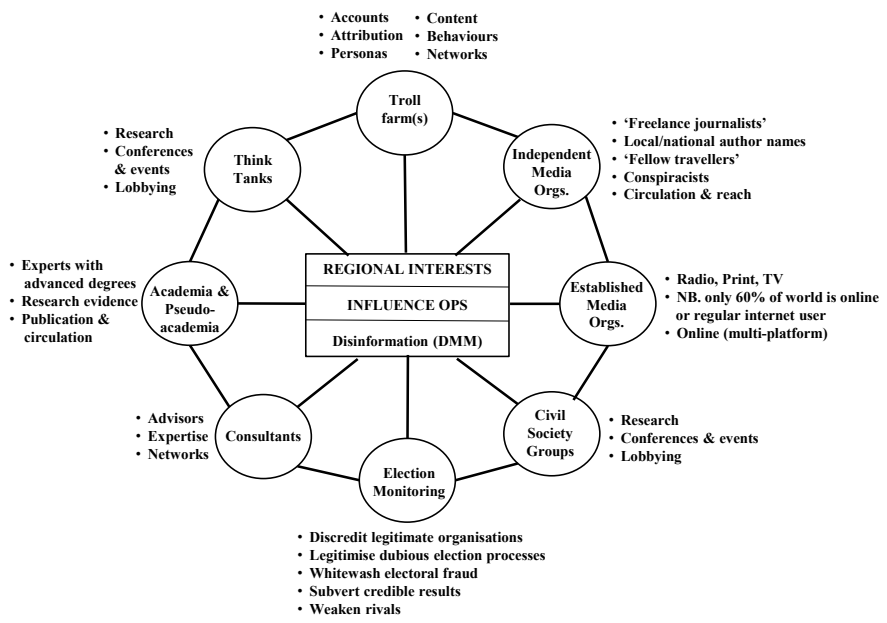 • Accounts
• Attribution
• Personas
• Content
• Behaviours
• Networks
Troll
farm(s)
• Research
• Conferences
& events
• Lobbying
Think
Tanks
Independent
Media
Orgs.
• ‘Freelance journalists’
• Local/national author names
• ‘Fellow travellers’
• Conspiracists
• Circulation & reach
• Experts with
advanced degrees
• Research evidence
• Publication &
circulation
Academia &
Pseudo-
academia
REGIONAL INTERESTS
INFLUENCE OPS
Disinformation (DMM)
Established
Media
Orgs.
• Radio, Print, TV
• NB. only 60% of world is online
or regular internet user
• Online (multi-platform)
• Advisors
• Expertise
• Networks
Consultants
Civil
Society
Groups
• Research
• Conferences & events
• Lobbying
Election
Monitoring
• Discredit legitimate organisations
• Legitimise dubious election processes
• Whitewash electoral fraud
• Subvert credible results
• Weaken rivals